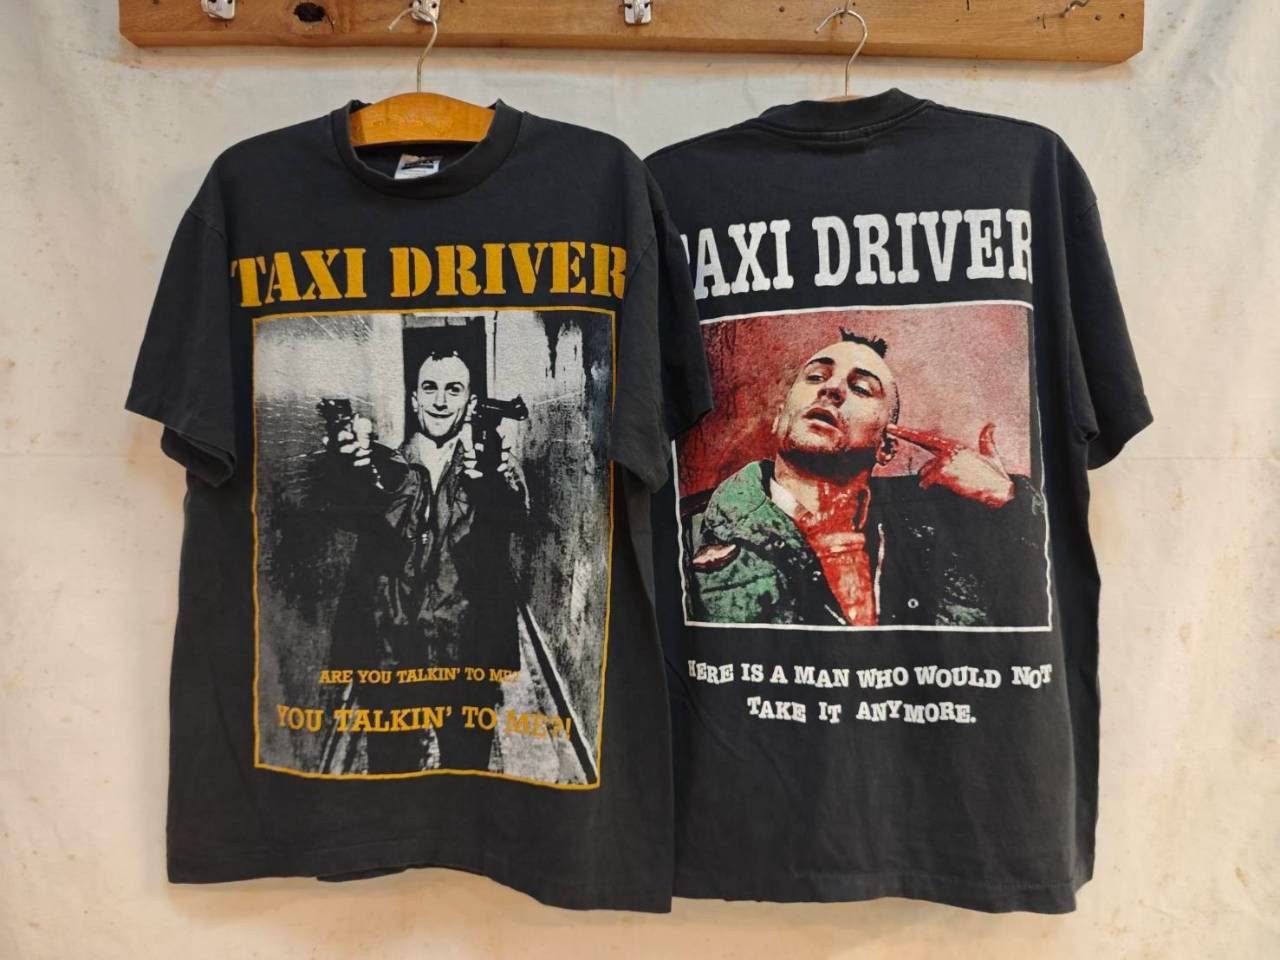 TAXI DRIVER
ARE YOU TALKIN' TO ME?
YOU TALKIN' TO ME?!
TAXI DRIVER
HERE IS A MAN WHO WOULD NOT
TAKE IT ANYMORE.